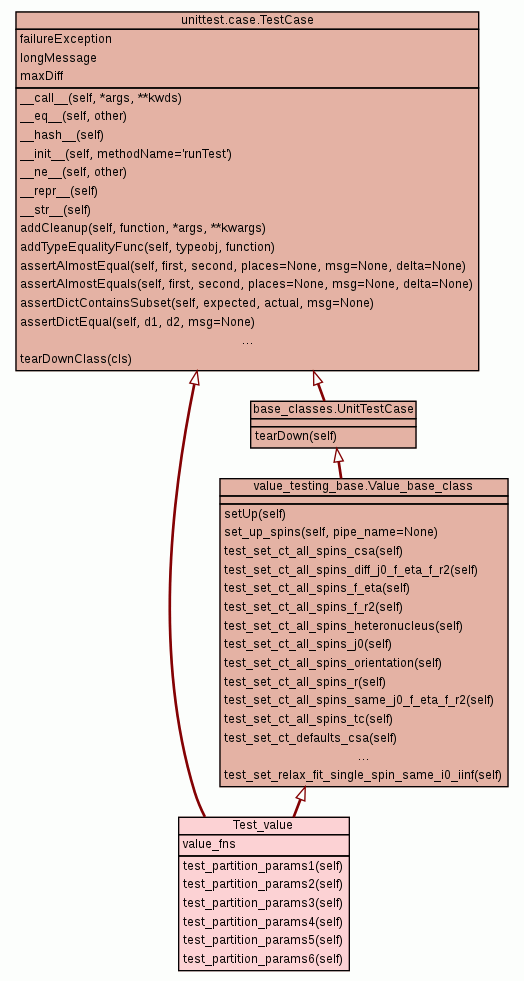 unittest.case.TestCase
failureException
longMessage
maxDiff
__call__(self, *args, **kwds)
__eq__(self, other)
__hash__(self)
__init__(self, methodName='runTest')
__ne__(self, other)
__repr__(self)
__str__(self)
addCleanup(self, function, *args, **kwargs)
addTypeEqualityFunc(self, typeobj, function)
assertAlmostEqual(self, first, second, places=None, msg=None, delta=None)
assertAlmostEquals(self, first, second, places=None, msg=None, delta=None)
assertDictContainsSubset(self, expected, actual, msg=None)
assertDictEqual(self, d1, d2, msg=None)
...
tearDownClass(cls)
base_classes.UnitTestCase
tearDown(self)
value_testing_base.Value_base_class
setUp(self)
set_up_spins(self, pipe_name=None)
test_set_ct_all_spins_csa(self)
test_set_ct_all_spins_diff_j0_f_eta_f_r2(self)
test_set_ct_all_spins_f_eta(self)
test_set_ct_all_spins_f_r2(self)
test_set_ct_all_spins_heteronucleus(self)
test_set_ct_all_spins_j0(self)
test_set_ct_all_spins_orientation(self)
test_set_ct_all_spins_r(self)
test_set_ct_all_spins_same_j0_f_eta_f_r2(self)
test_set_ct_all_spins_tc(self)
test_set_ct_defaults_csa(self)
...
test_set_relax_fit_single_spin_same_i0_iinf(self)
Test_value
value_fns
test_partition_params1(self)
test_partition_params2(self)
test_partition_params3(self)
test_partition_params4(self)
test_partition_params5(self)
test_partition_params6(self)